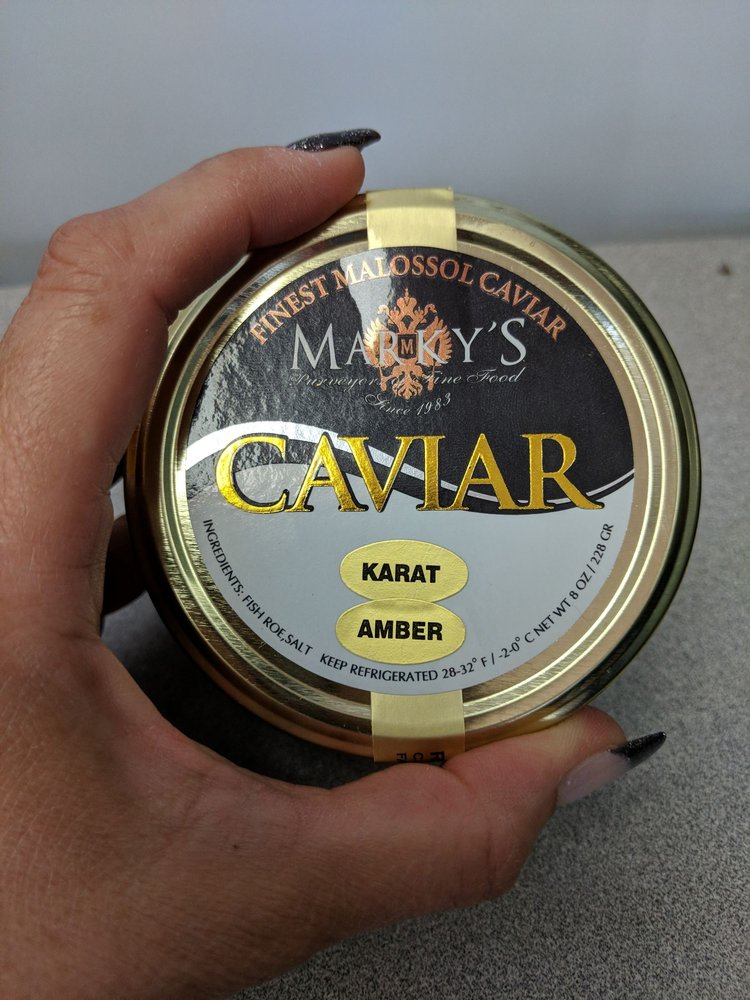 FINEST MALOSSOL CAVIAR
MARKY'S
M
Purveyor of Fine Food
Since 1983
CAVIAR
KARAT
AMBER
INGREDIENTS: FISH ROE,SALT KEEP REFRIGERATED 28-32° F / -2-0° C NET WT 8 OZ / 228 GR